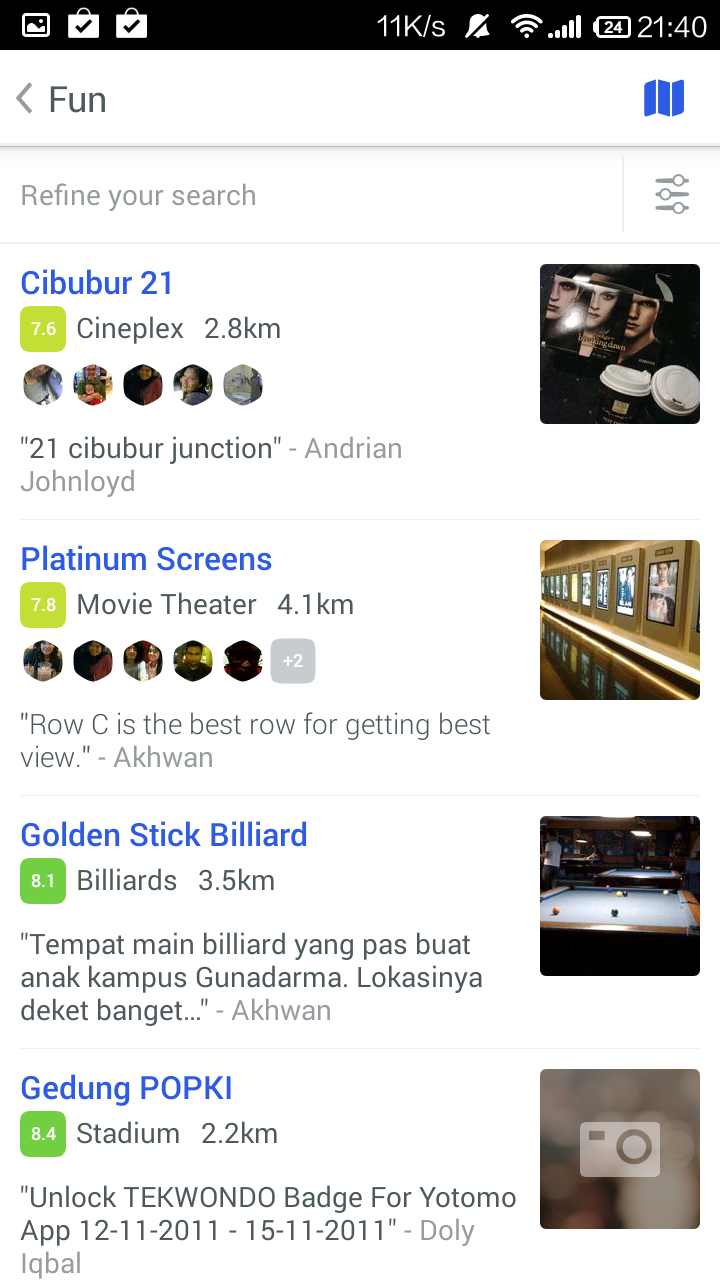 11K/s 24 21:40
Fun
Refine your search
Cibubur 21
7.6 Cineplex 2.8km
"21 cibubur junction" - Andrian
Johnloyd
breakingdawn
Platinum Screens
7.8 Movie Theater 4.1km
+2
"Row C is the best row for getting best
view." - Akhwan
Golden Stick Billiard
8.1 Billiards 3.5km
"Tempat main billiard yang pas buat
anak kampus Gunadarma. Lokasinya
deket banget…" - Akhwan
Gedung POPKI
8.4 Stadium 2.2km
"Unlock TEKWONDO Badge For Yotomo
App 12-11-2011 - 15-11-2011" - Doly
Iqbal